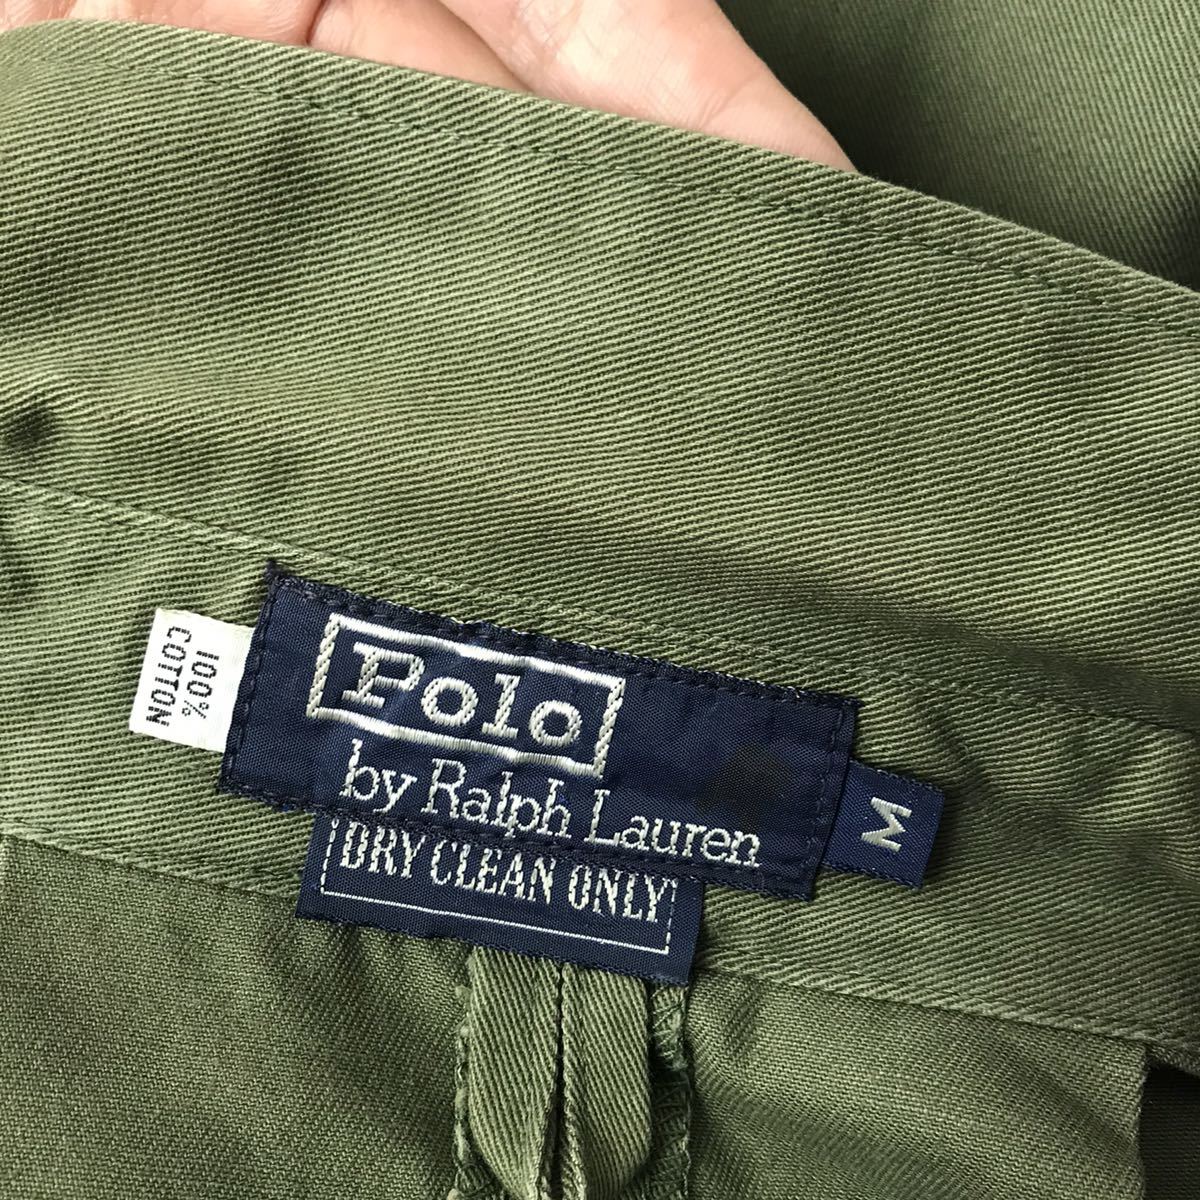 100%
COTTON
Polo
by Ralph Lauren
M
DRY CLEAN ONLY